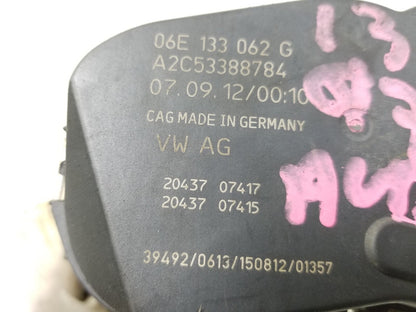 06E 133 062 G
A2C53388784
07.09.12/00:10
CAG MADE IN GERMANY
VW AG
20437 07417
20437 07415
39492/0613/150812/01357
13